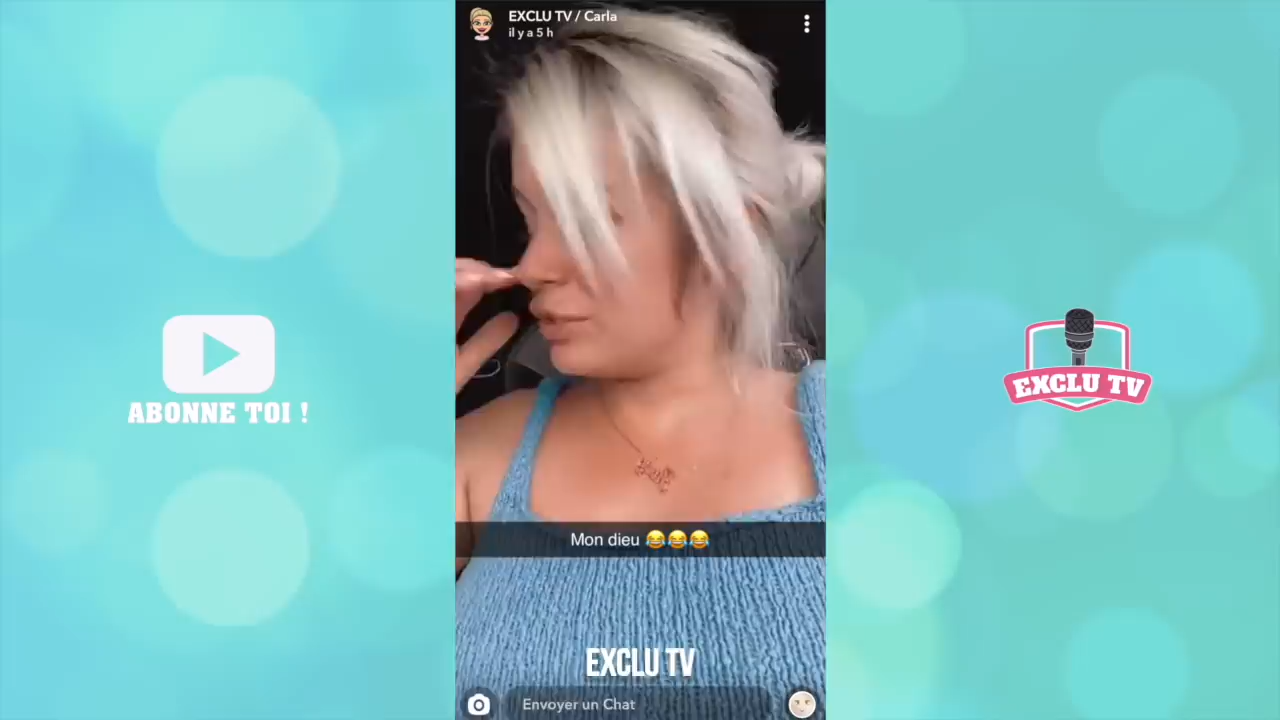 EXCLU TV / Carla
il y a 5 h
ABONNE TOI !
EXCLU TV
Mon dieu 😂😂😂
EXCLU TV
Envoyer un Chat